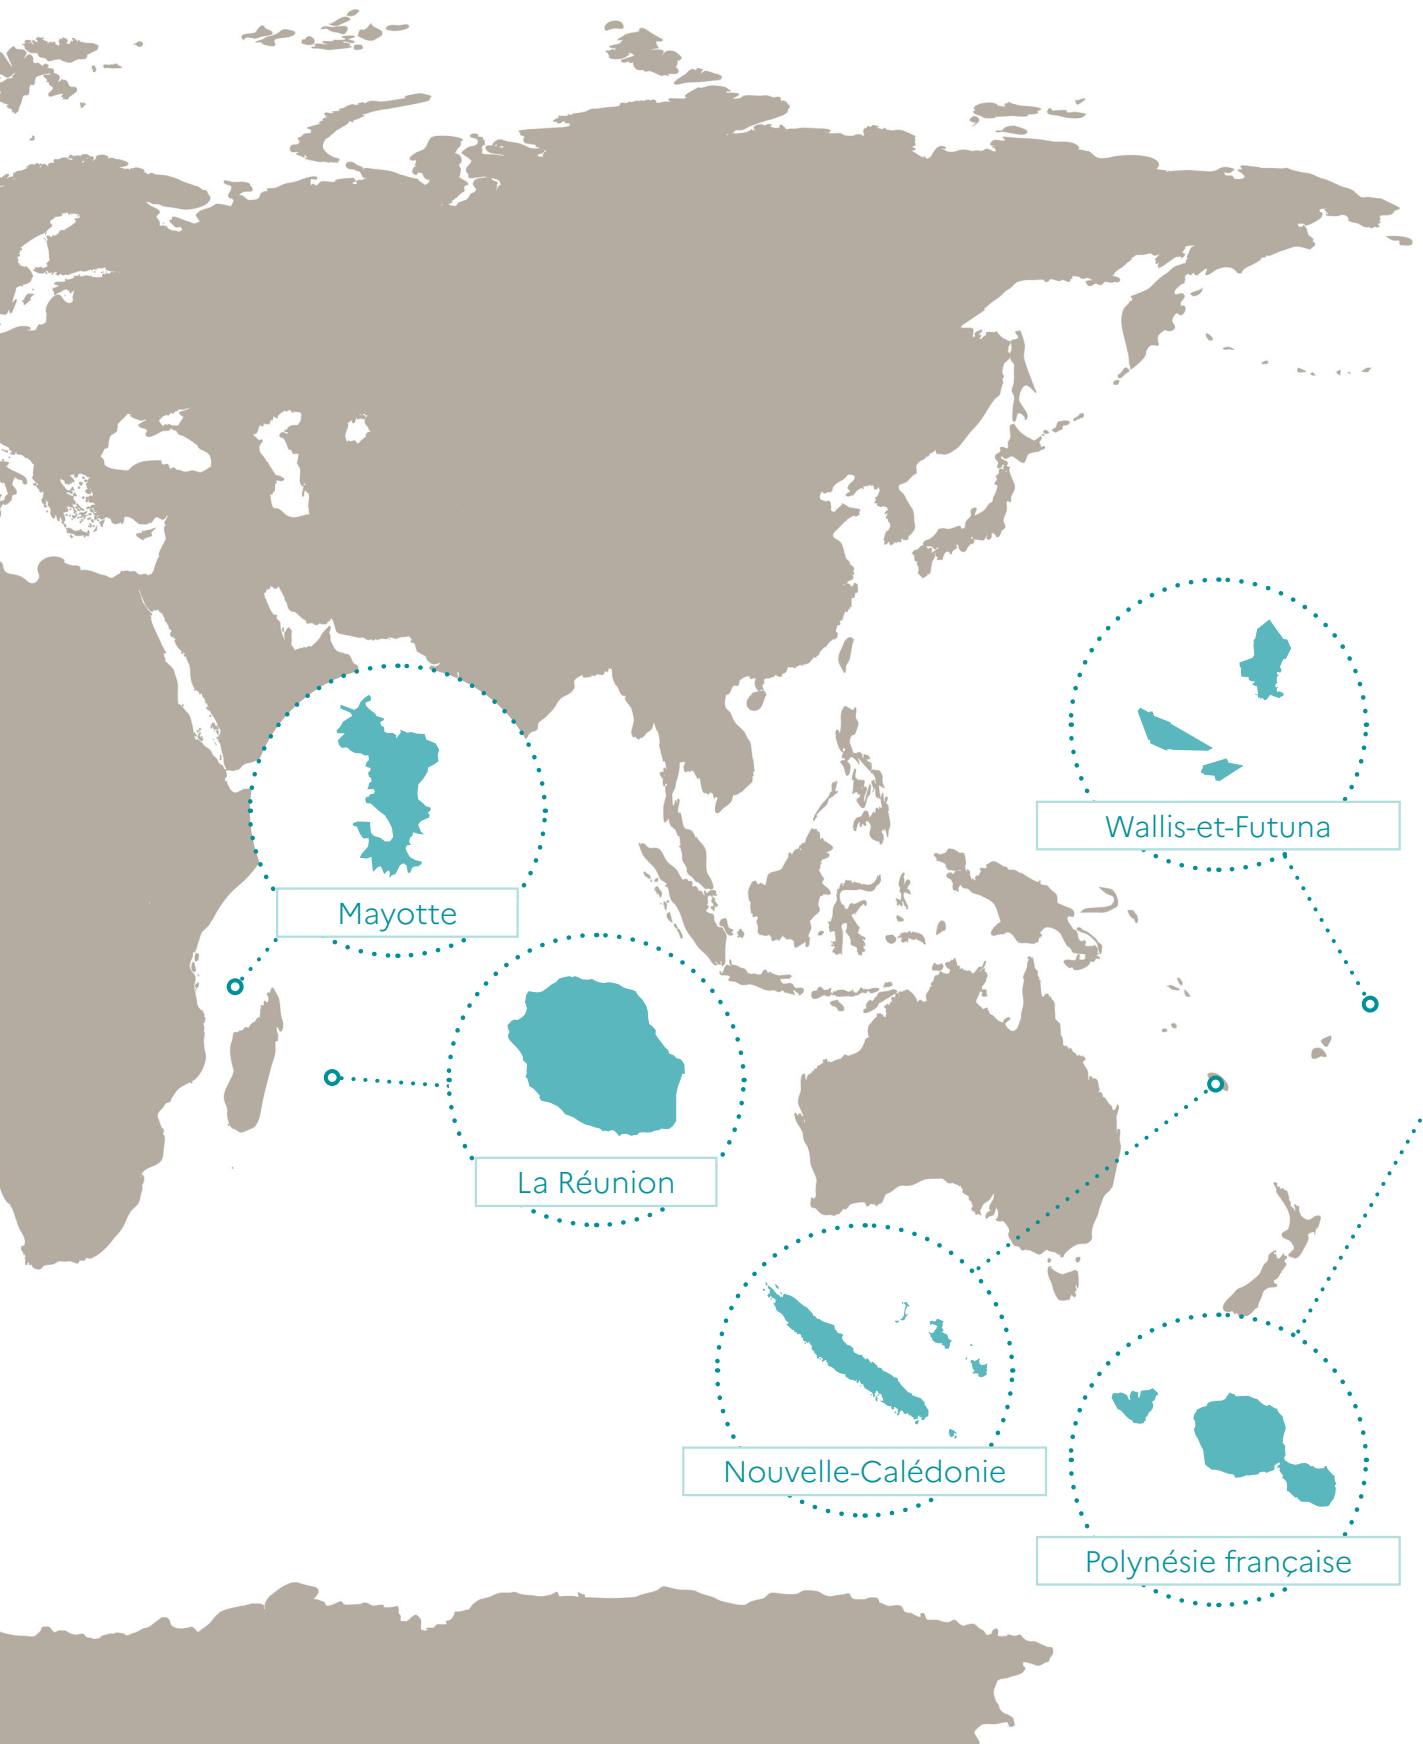 Wallis-et-Futuna
Mayotte
La Réunion
Nouvelle-Calédonie
Polynésie française